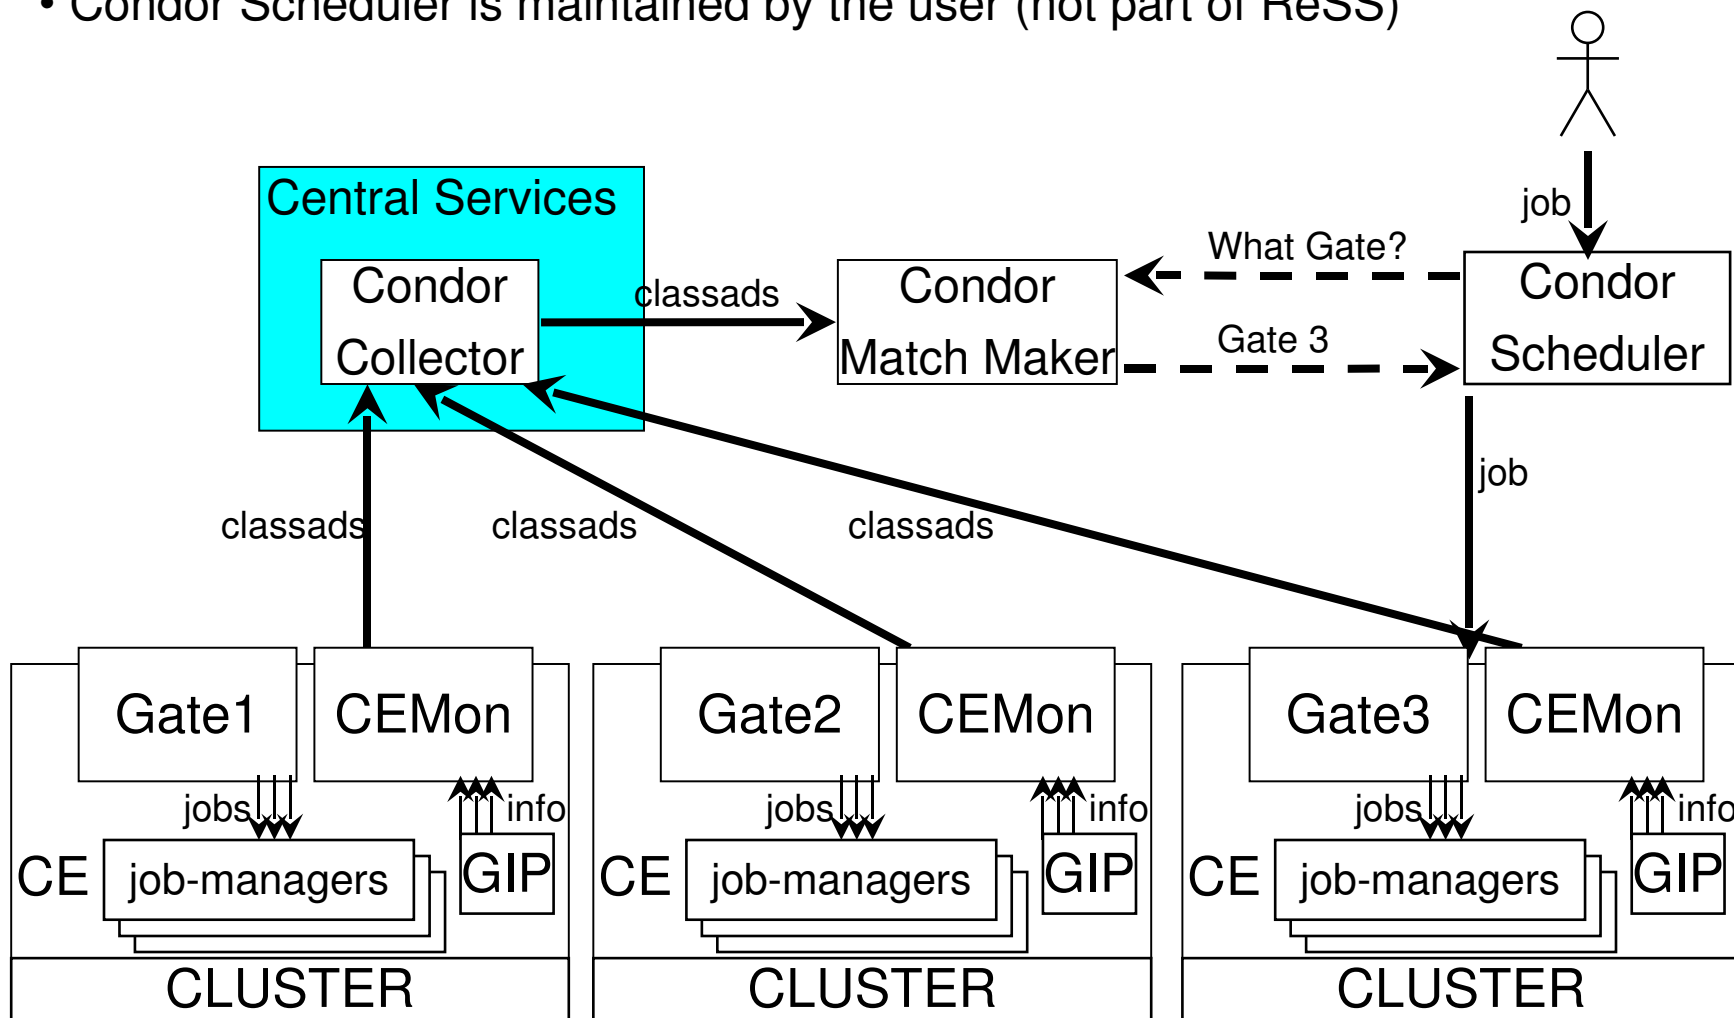 • Condor Scheduler is maintained by the user (not part of ReSS)
job
Central Services
What Gate?
Condor
Collector
classads
Condor
Match Maker
Gate 3
Condor
Scheduler
job
classads
classads
classads
Gate1
CEMon
Gate2
CEMon
Gate3
CEMon
jobs
info
jobs
info
jobs
info
CE
job-managers
GIP
CE
job-managers
GIP
CE
job-managers
GIP
CLUSTER
CLUSTER
CLUSTER